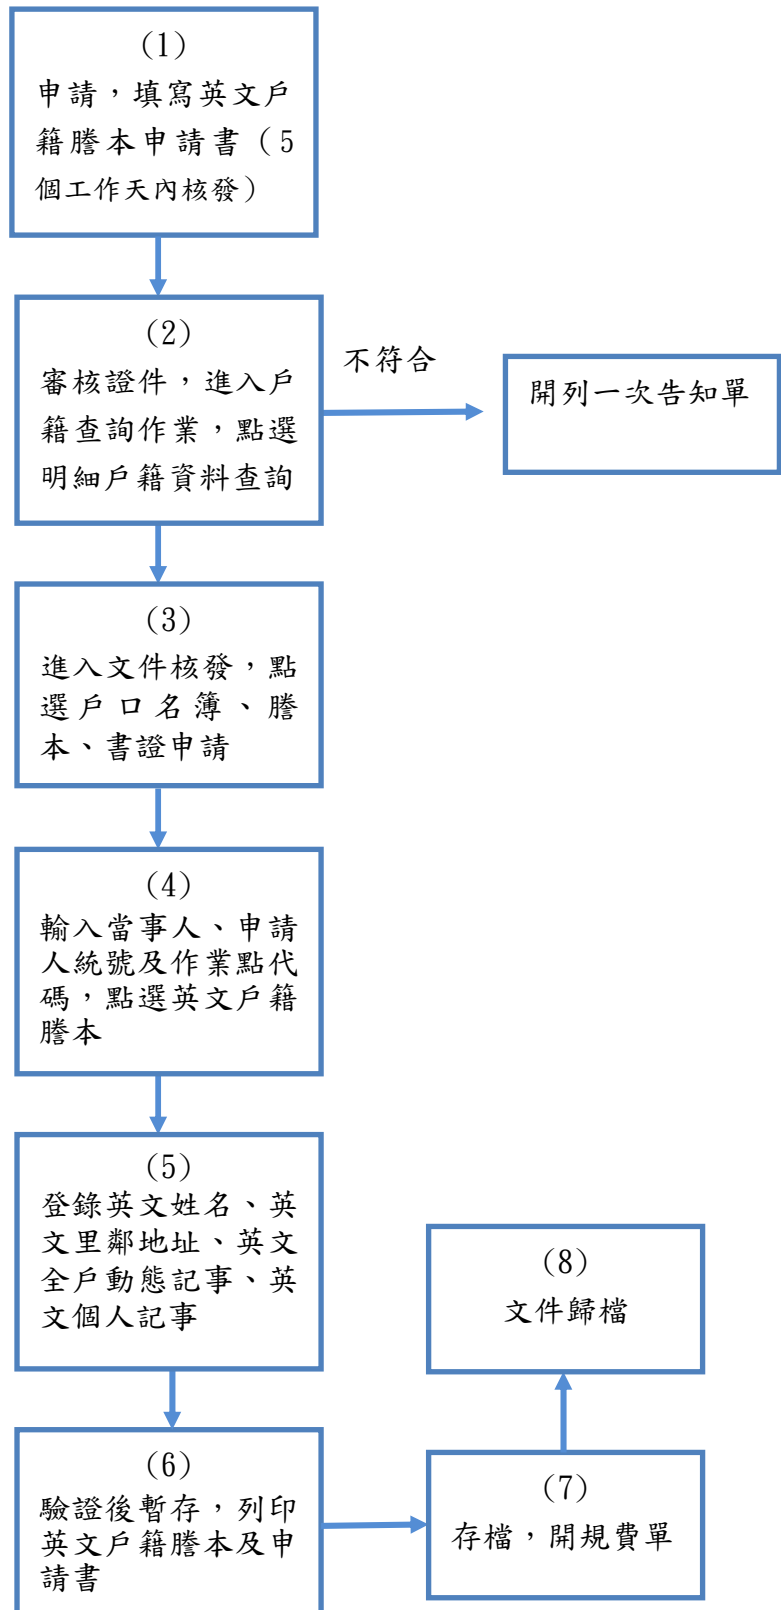 (1)
申請，填寫英文戶
籍謄本申請書（5
個工作天內核發）
(2)
審核證件，進入戶
籍查詢作業，點選
明細戶籍資料查詢
不符合
開列一次告知單
(3)
進入文件核發，點
選戶口名簿、謄
本、書證申請
(4)
輸入當事人、申請
人統號及作業點代
碼，點選英文戶籍
謄本
(5)
登錄英文姓名、英
文里鄰地址、英文
全戶動態記事、英
文個人記事
(6)
驗證後暫存，列印
英文戶籍謄本及申
請書
(7)
存檔，開規費單
(8)
文件歸檔